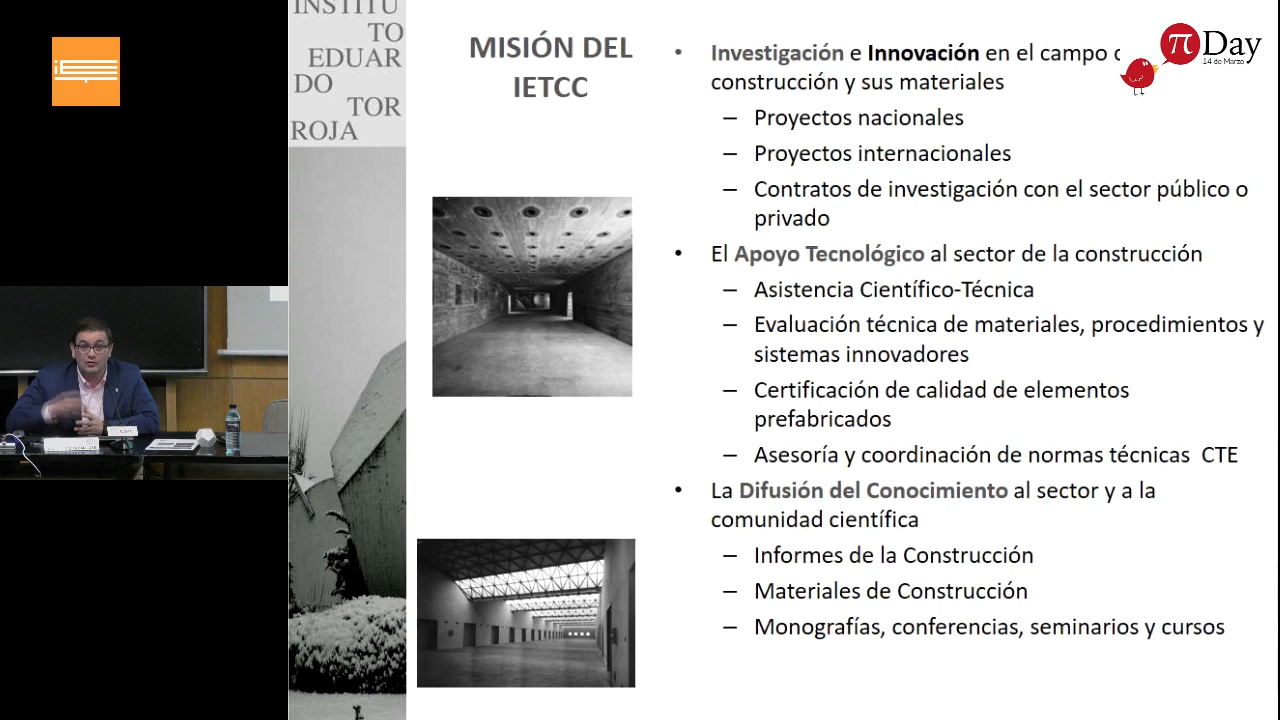 INSTITU
TO
EDUAR
DO
TOR
ROJA
MISIÓN DEL
IETCC
• Investigación e Innovación en el campo
construcción y sus materiales
– Proyectos nacionales
– Proyectos internacionales
– Contratos de investigación con el sector público o
privado
• El Apoyo Tecnológico al sector de la construcción
– Asistencia Científico-Técnica
– Evaluación técnica de materiales, procedimientos y
sistemas innovadores
– Certificación de calidad de elementos
prefabricados
– Asesoría y coordinación de normas técnicas CTE
• La Difusión del Conocimiento al sector y a la
comunidad científica
– Informes de la Construcción
– Materiales de Construcción
– Monografías, conferencias, seminarios y cursos
π Day
14 de Marzo